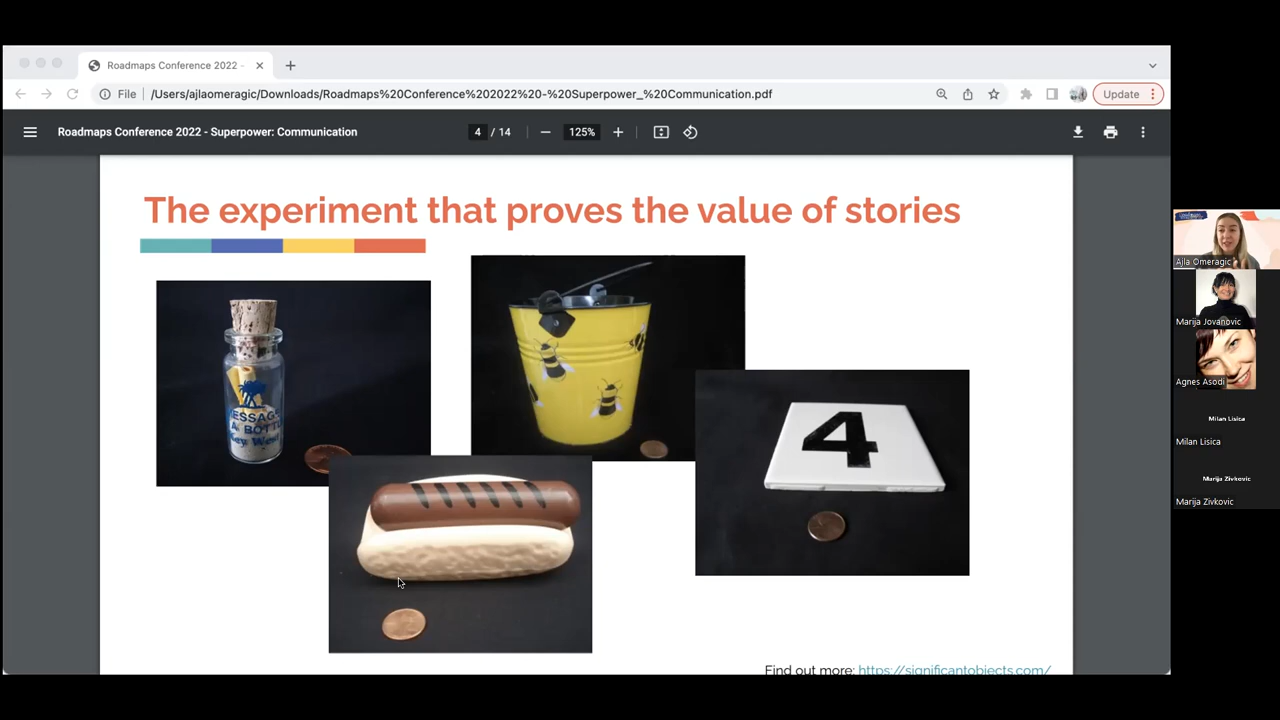 Roadmaps Conference 2022 -
File
/Users/ajlaomeragic/Downloads/Roadmaps%20Conference%202022%20-%20Superpower_%20Communication.pdf
Update
Roadmaps Conference 2022 - Superpower: Communication
4 / 14
125%
The experiment that proves the value of stories
MESSAGE
A BOTT
Key West
4
Find out more: https://significantobjects.com/
Ajla Omeragic
Marija Jovanovic
Agnes Asodi
Milan Lisica
Milan Lisica
Marija Zivkovic
Marija Zivkovic